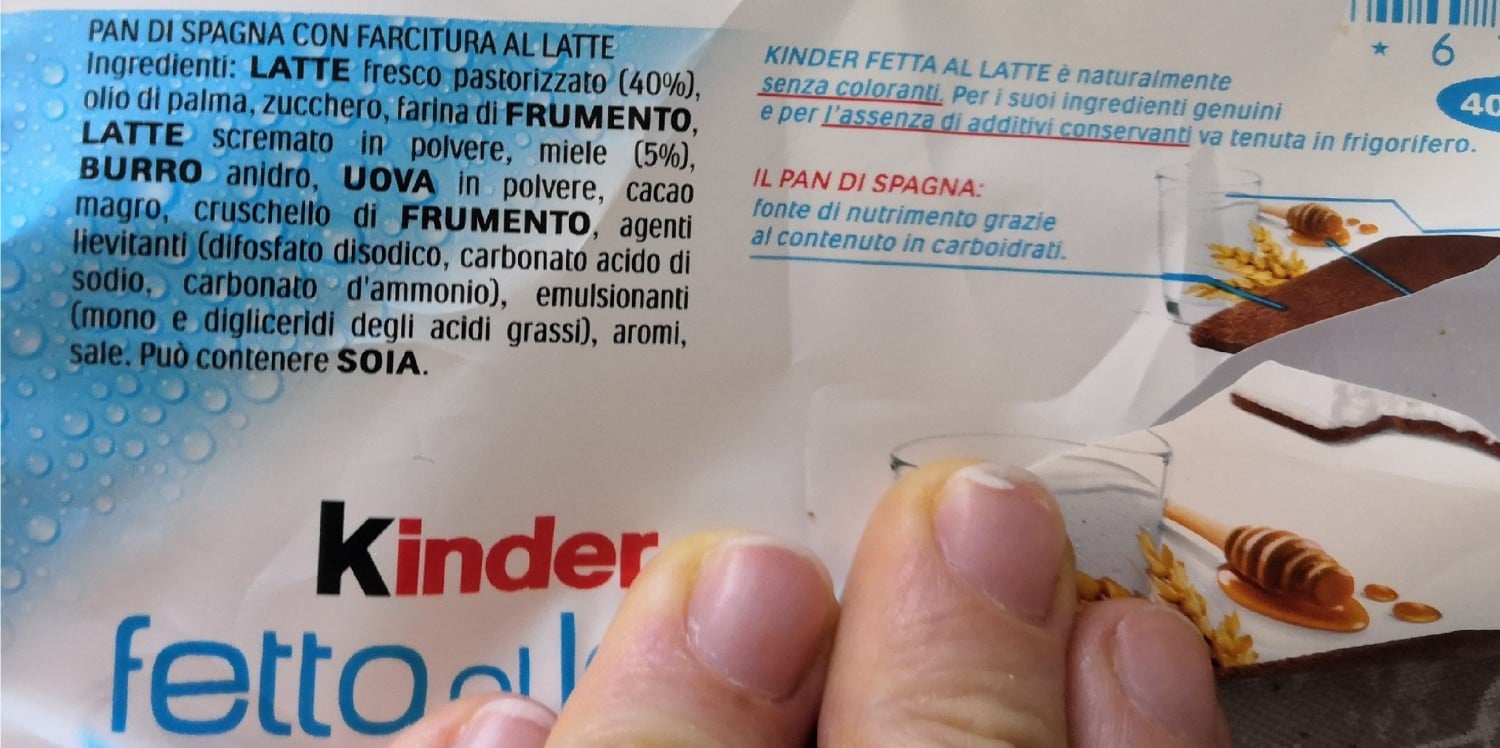 PAN DI SPAGNA CON FARCITURA AL LATTE
Ingredienti: LATTE fresco pastorizzato (40%),
olio di palma, zucchero, farina di FRUMENTO,
LATTE scremato in polvere, miele (5%),
BURRO anidro, UOVA in polvere, cacao
magro, cruschello di FRUMENTO, agenti
lievitanti (difosfato disodico, carbonato acido di
sodio, carbonato d'ammonio), emulsionanti
(mono e digliceridi degli acidi grassi), aromi,
sale. Può contenere SOIA.
KINDER FETTA AL LATTE è naturalmente
senza coloranti. Per i suoi ingredienti genuini
e per l'assenza di additivi conservanti va tenuta in frigorifero.
IL PAN DI SPAGNA:
fonte di nutrimento grazie
al contenuto in carboidrati.
* 6
40
Kinder
fetta al